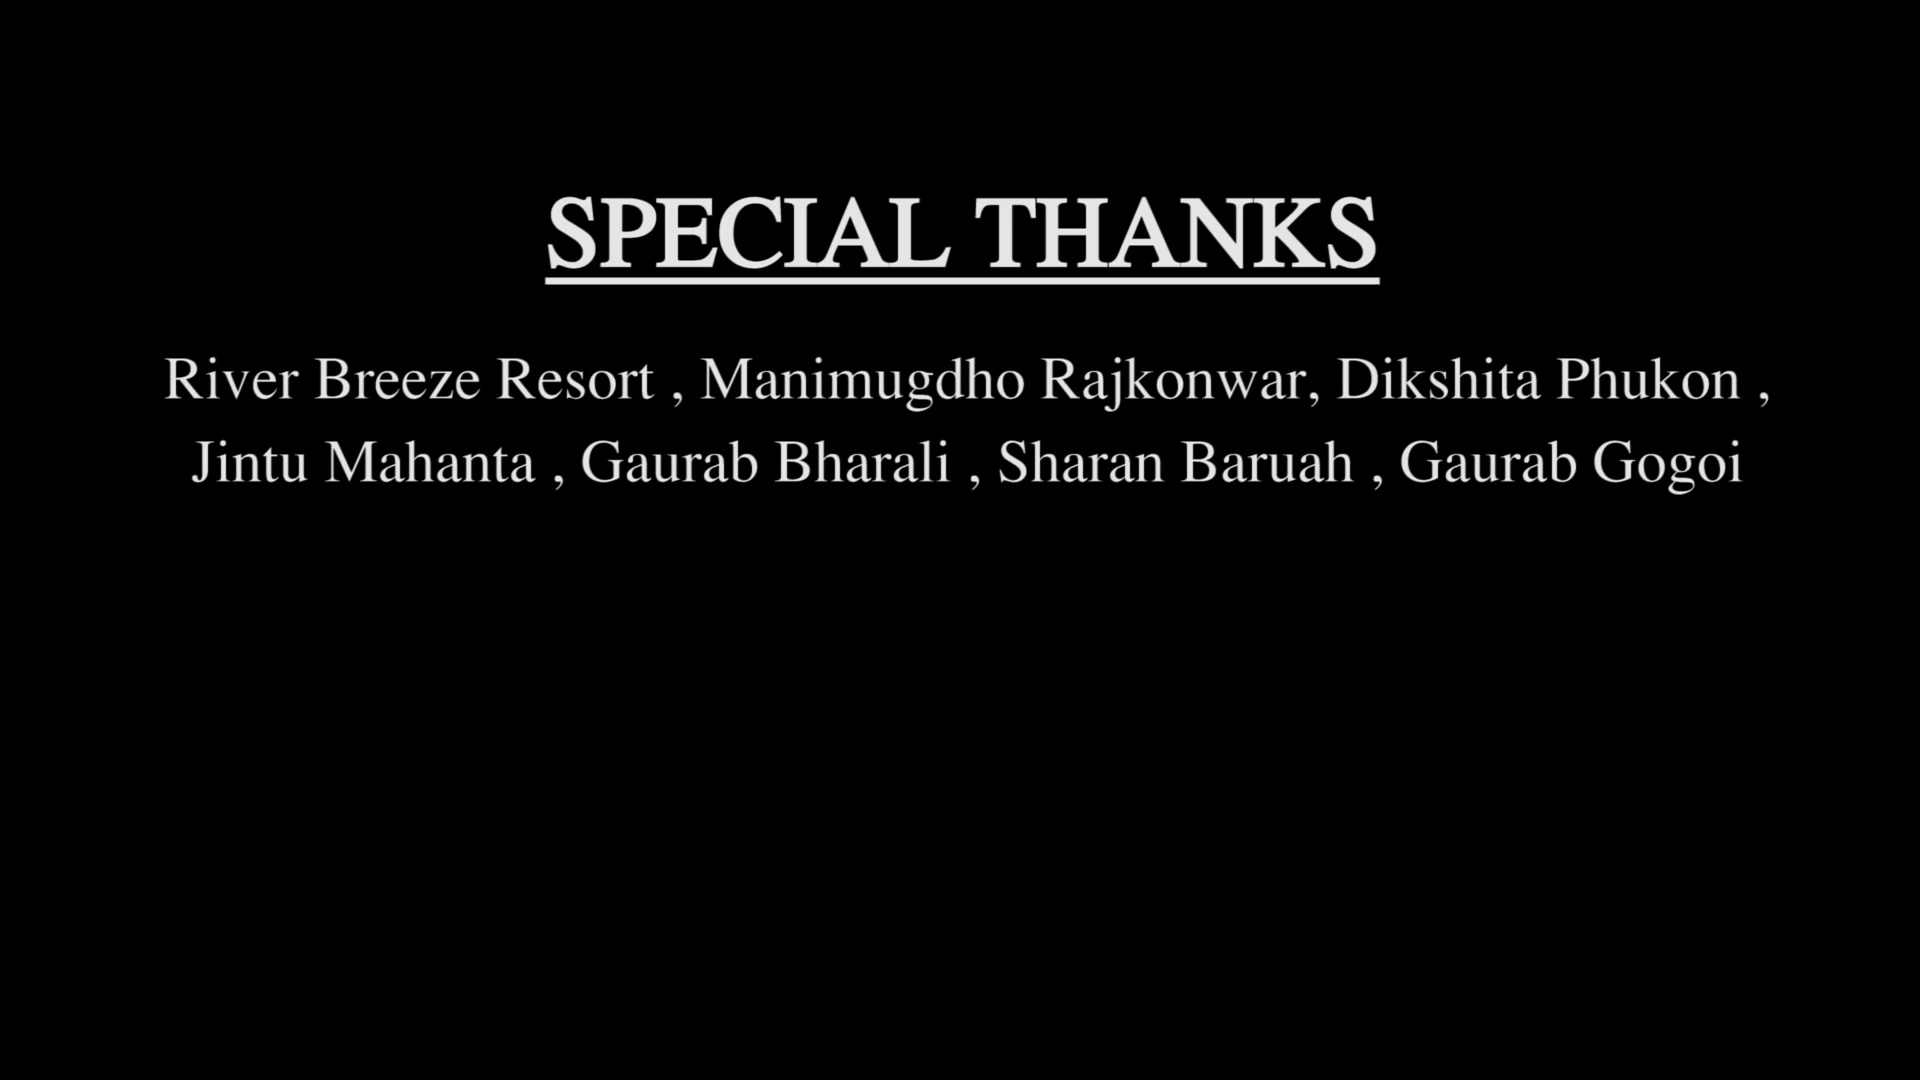 SPECIAL THANKS
River Breeze Resort , Manimugdho Rajkonwar, Dikshita Phukon ,
Jintu Mahanta , Gaurab Bharali , Sharan Baruah , Gaurab Gogoi